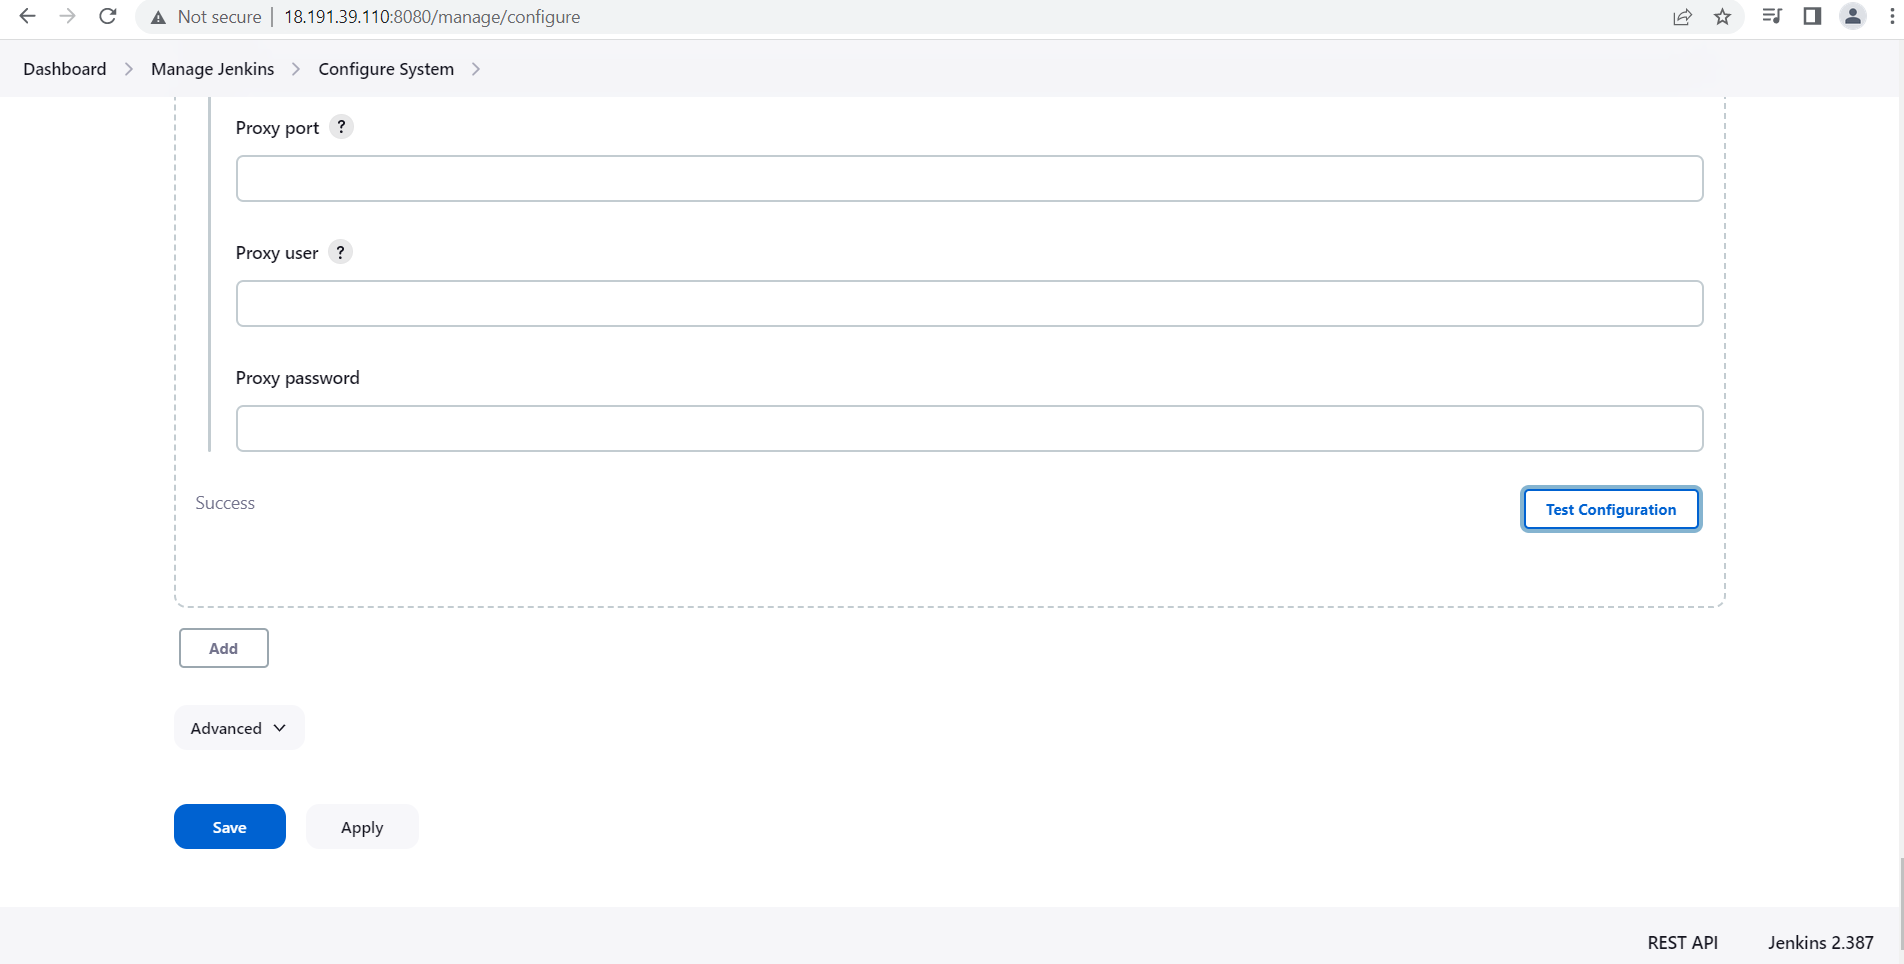 Not secure | 18.191.39.110:8080/manage/configure
Dashboard > Manage Jenkins > Configure System >
Proxy port ?
Proxy user ?
Proxy password
Success
Test Configuration
Add
Advanced
Save Apply
REST API Jenkins 2.387